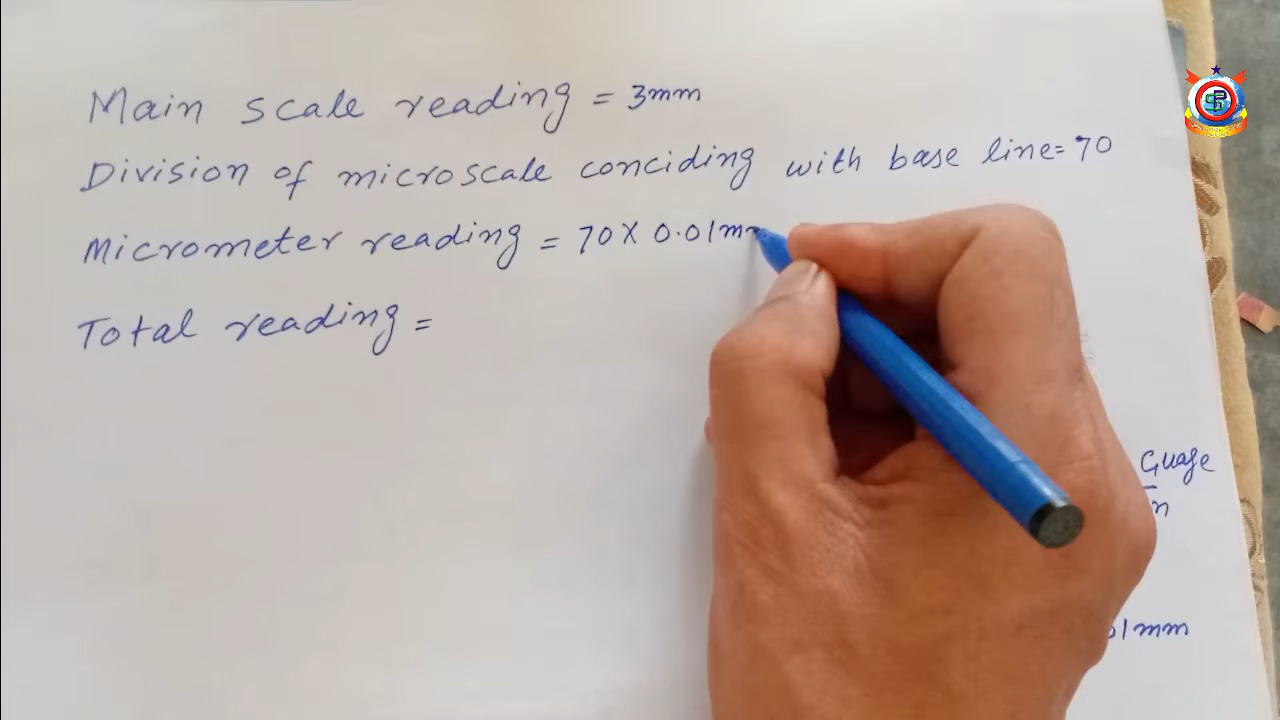 Main scale reading = 3mm
Division of microscale conciding with base line= 70
Micrometer reading = 70 X 0.01mm
Total reading =
Guage
1mm